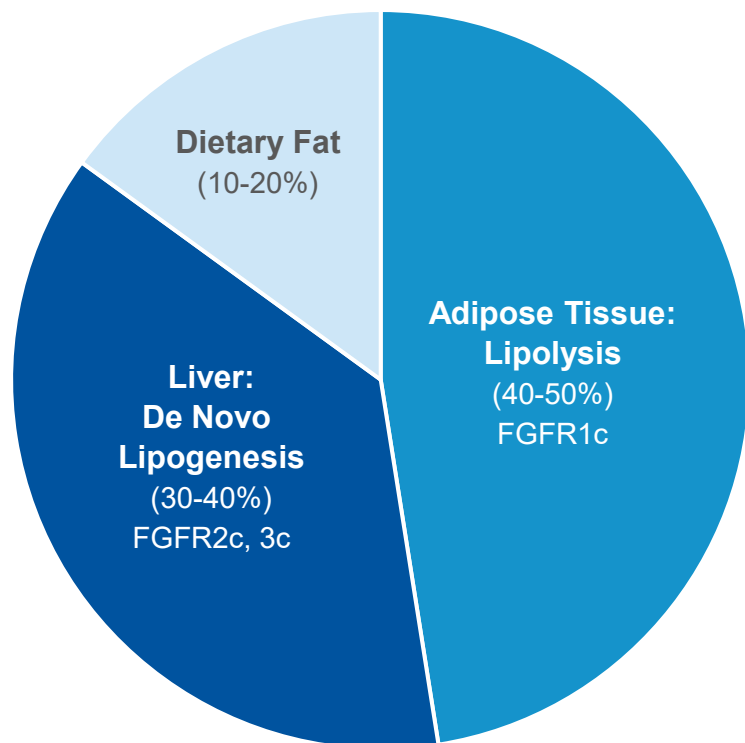 Dietary Fat
(10-20%)
Adipose Tissue:
Lipolysis
(40-50%)
FGFR1c
Liver:
De Novo
Lipogenesis
(30-40%)
FGFR2c, 3c